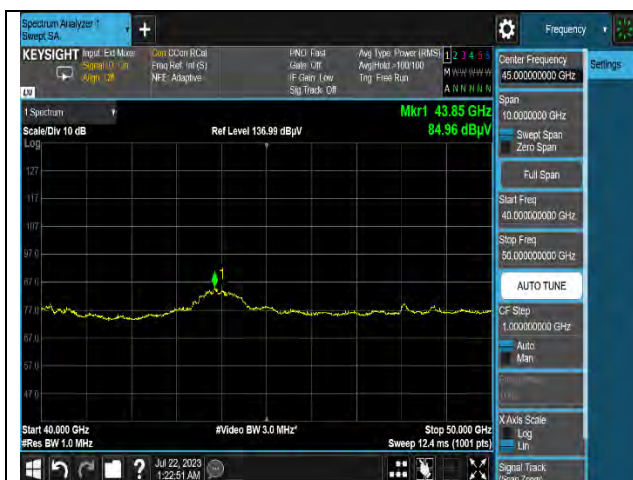 Spectrum Analyzer 1
Swept SA
+
Frequency
KEYSIGHT Input: Ext Mixer
Signal ID: On
Align: Off
Corr CCorr RCal
Freq Ref: Int (S)
NFE: Adaptive
PNO: Fast
Gate: Off
IF Gain: Low
Sig Track: Off
Avg Type: Power (RMS)
Avg|Hold:>100/100
Trig: Free Run
1 2 3 4 5 6
M W W W W W
A N N N N N
LV
1 Spectrum
Scale/Div 10 dB
Log
Ref Level 136.99 dBµV
Mkr1 43.85 GHz
84.96 dBµV
127
117
107
97.0
87.0
77.0
67.0
57.0
47.0
1
Start 40.000 GHz
#Res BW 1.0 MHz
#Video BW 3.0 MHz*
Stop 50.000 GHz
Sweep 12.4 ms (1001 pts)
Center Frequency
45.000000000 GHz
Settings
Span
10.0000000 GHz
Swept Span
Zero Span
Full Span
Start Freq
40.000000000 GHz
Stop Freq
50.000000000 GHz
AUTO TUNE
CF Step
1.000000000 GHz
Auto
Man
X Axis Scale
Log
Lin
Signal Track
(Span Zoom)
?
Jul 22, 2023
1:22:51 AM